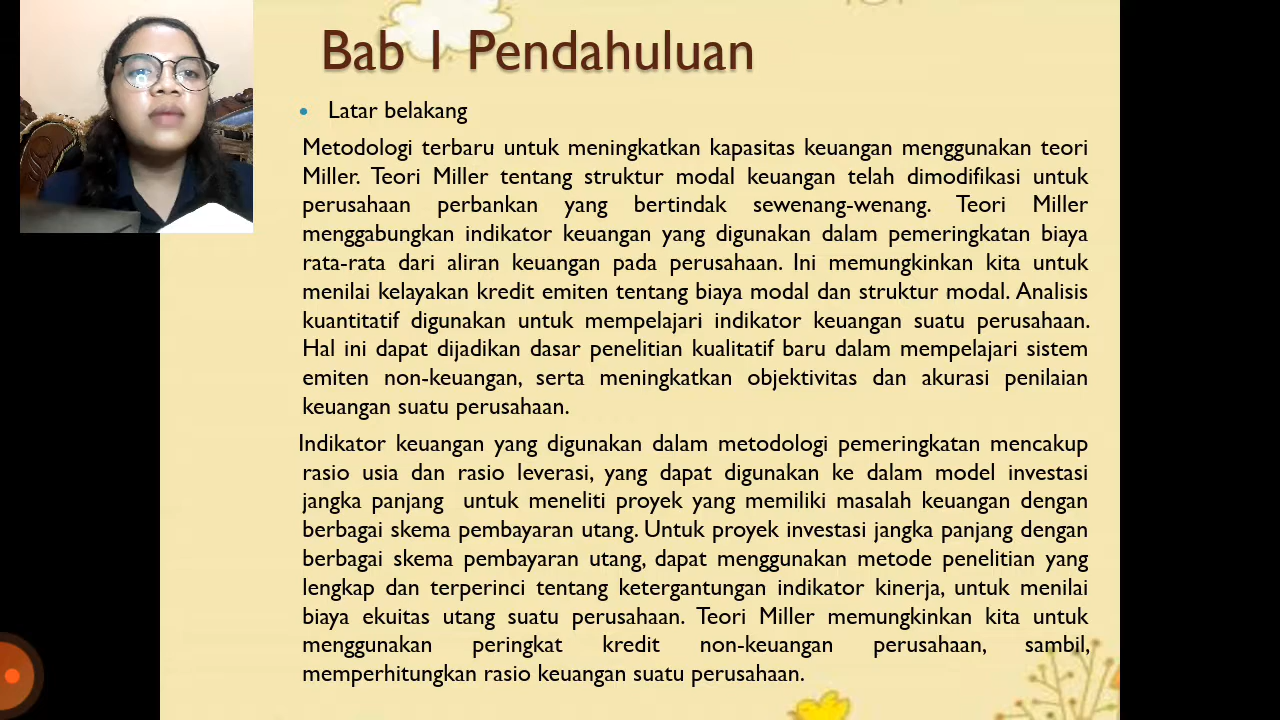 Bab 1 Pendahuluan
• Latar belakang
Metodologi terbaru untuk meningkatkan kapasitas keuangan menggunakan teori
Miller. Teori Miller tentang struktur modal keuangan telah dimodifikasi untuk
perusahaan perbankan yang bertindak sewenang-wenang. Teori Miller
menggabungkan indikator keuangan yang digunakan dalam pemeringkatan biaya
rata-rata dari aliran keuangan pada perusahaan. Ini memungkinkan kita untuk
menilai kelayakan kredit emiten tentang biaya modal dan struktur modal. Analisis
kuantitatif digunakan untuk mempelajari indikator keuangan suatu perusahaan.
Hal ini dapat dijadikan dasar penelitian kualitatif baru dalam mempelajari sistem
emiten non-keuangan, serta meningkatkan objektivitas dan akurasi penilaian
keuangan suatu perusahaan.
Indikator keuangan yang digunakan dalam metodologi pemeringkatan mencakup
rasio usia dan rasio leverasi, yang dapat digunakan ke dalam model investasi
jangka panjang untuk meneliti proyek yang memiliki masalah keuangan dengan
berbagai skema pembayaran utang. Untuk proyek investasi jangka panjang dengan
berbagai skema pembayaran utang, dapat menggunakan metode penelitian yang
lengkap dan terperinci tentang ketergantungan indikator kinerja, untuk menilai
biaya ekuitas utang suatu perusahaan. Teori Miller memungkinkan kita untuk
menggunakan peringkat kredit non-keuangan perusahaan, sambil,
memperhitungkan rasio keuangan suatu perusahaan.